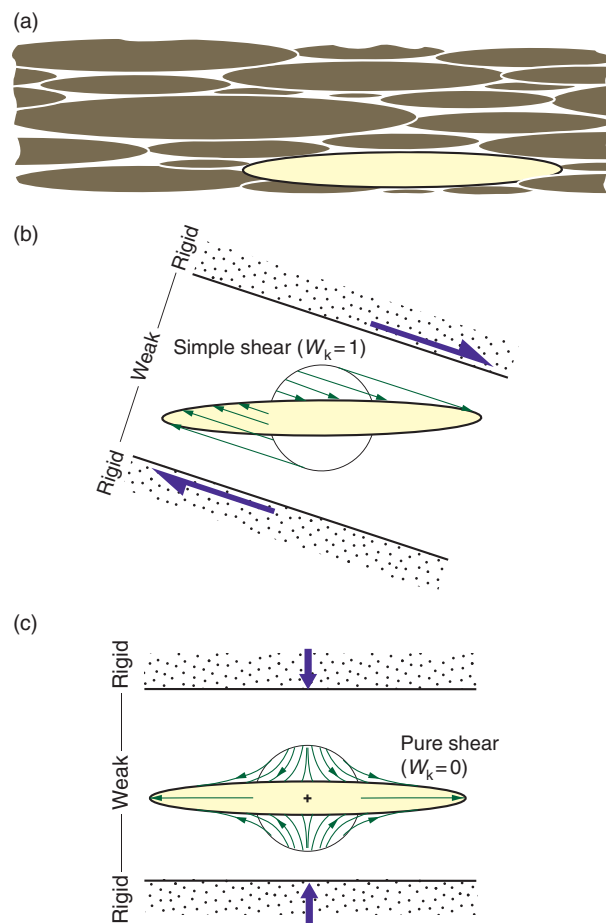 (a)
(b)
Rigid
Weak
Rigid
Simple shear (Wk = 1)
(c)
Rigid
Weak
Rigid
Pure shear
(Wk = 0)
+